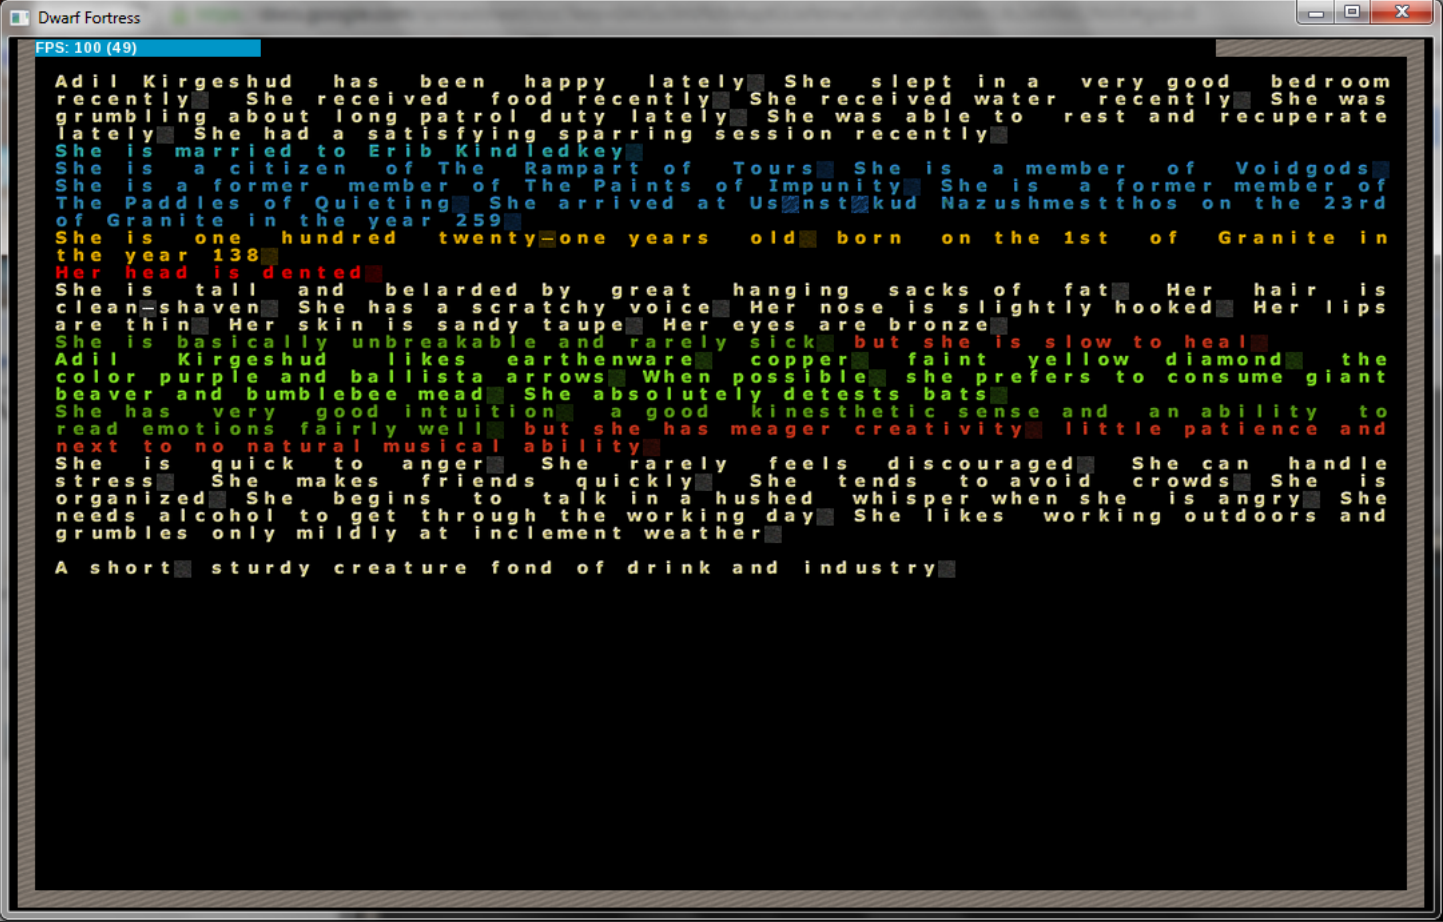 Dwarf Fortress
FPS: 100 (49)
Adil Kirgeshud has been happy lately She slept in a very good bedroom
recently She received food recently She received water recently She was
grumbling about long patrol duty lately She was able to rest and recuperate
lately She had a satisfying sparring session recently
She is married to Erib Kindledkey
She is a citizen of The Rampart of Tours She is a member of Voidgods
She is a former member of The Paints of Impunity She is a former member of
The Paddles of Quieting She arrived at Us nst kud Nazushmestthos on the 23rd
of Granite in the year 259
She is one hundred twenty-one years old born on the 1st of Granite in
the year 138
Her head is dented
She is tall and belarded by great hanging sacks of fat Her hair is
clean-shaven She has a scratchy voice Her nose is slightly hooked Her lips
are thin Her skin is sandy taupe Her eyes are bronze
She is basically unbreakable and rarely sick but she is slow to heal
Adil Kirgeshud likes earthenware copper faint yellow diamond the
color purple and ballista arrows When possible she prefers to consume giant
beaver and bumblebee mead She absolutely detests bats
She has very good intuition a good kinesthetic sense and an ability to
read emotions fairly well but she has meager creativity little patience and
next to no natural musical ability
She is quick to anger She rarely feels discouraged She can handle
stress She makes friends quickly She tends to avoid crowds She is
organized She begins to talk in a hushed whisper when she is angry She
needs alcohol to get through the working day She likes working outdoors and
grumbles only mildly at inclement weather
A short sturdy creature fond of drink and industry